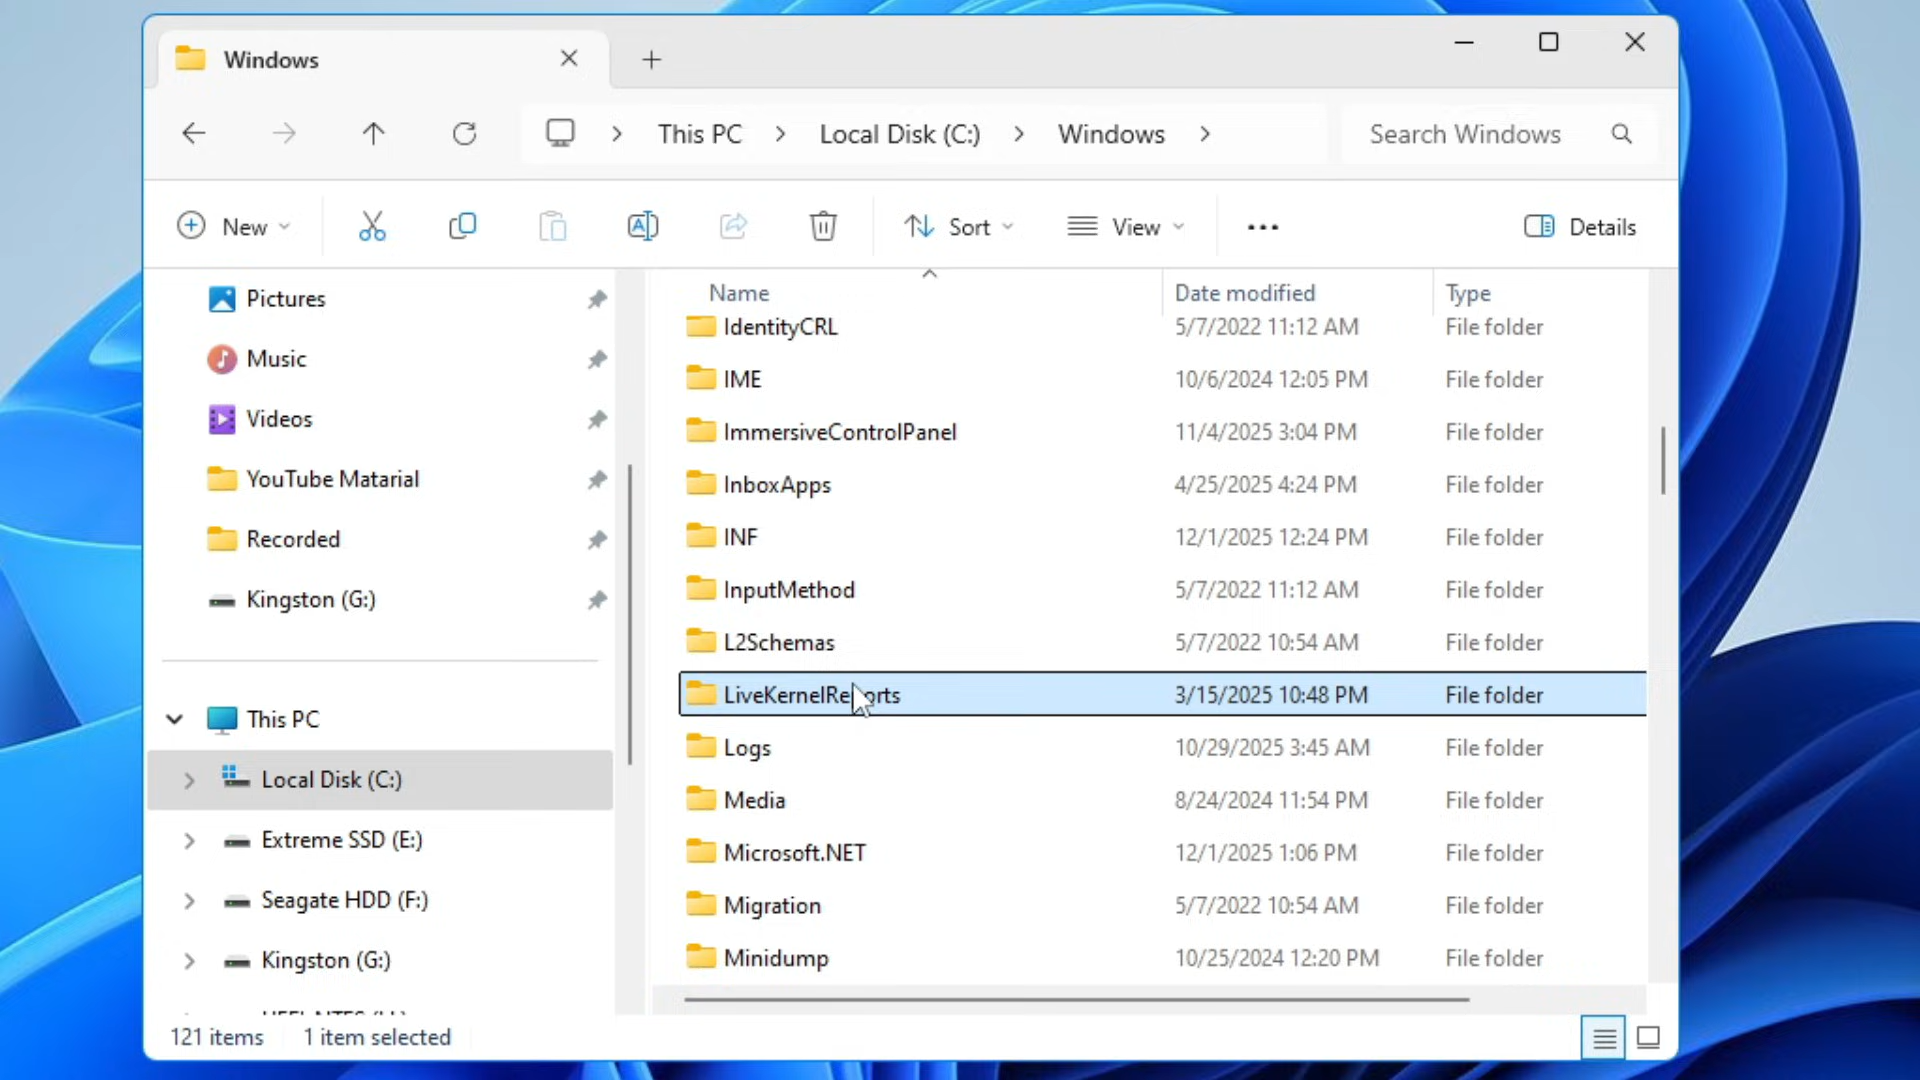 Windows
This PC > Local Disk (C:) > Windows >
Search Windows
New
Sort
View
Details
Pictures
Music
Videos
YouTube Matarial
Recorded
Kingston (G:)
This PC
Local Disk (C:)
Extreme SSD (E:)
Seagate HDD (F:)
Kingston (G:)
Name Date modified Type
IdentityCRL 5/7/2022 11:12 AM File folder
IME 10/6/2024 12:05 PM File folder
ImmersiveControlPanel 11/4/2025 3:04 PM File folder
InboxApps 4/25/2025 4:24 PM File folder
INF 12/1/2025 12:24 PM File folder
InputMethod 5/7/2022 11:12 AM File folder
L2Schemas 5/7/2022 10:54 AM File folder
LiveKernelReports 3/15/2025 10:48 PM File folder
Logs 10/29/2025 3:45 AM File folder
Media 8/24/2024 11:54 PM File folder
Microsoft.NET 12/1/2025 1:06 PM File folder
Migration 5/7/2022 10:54 AM File folder
Minidump 10/25/2024 12:20 PM File folder
121 items 1 item selected